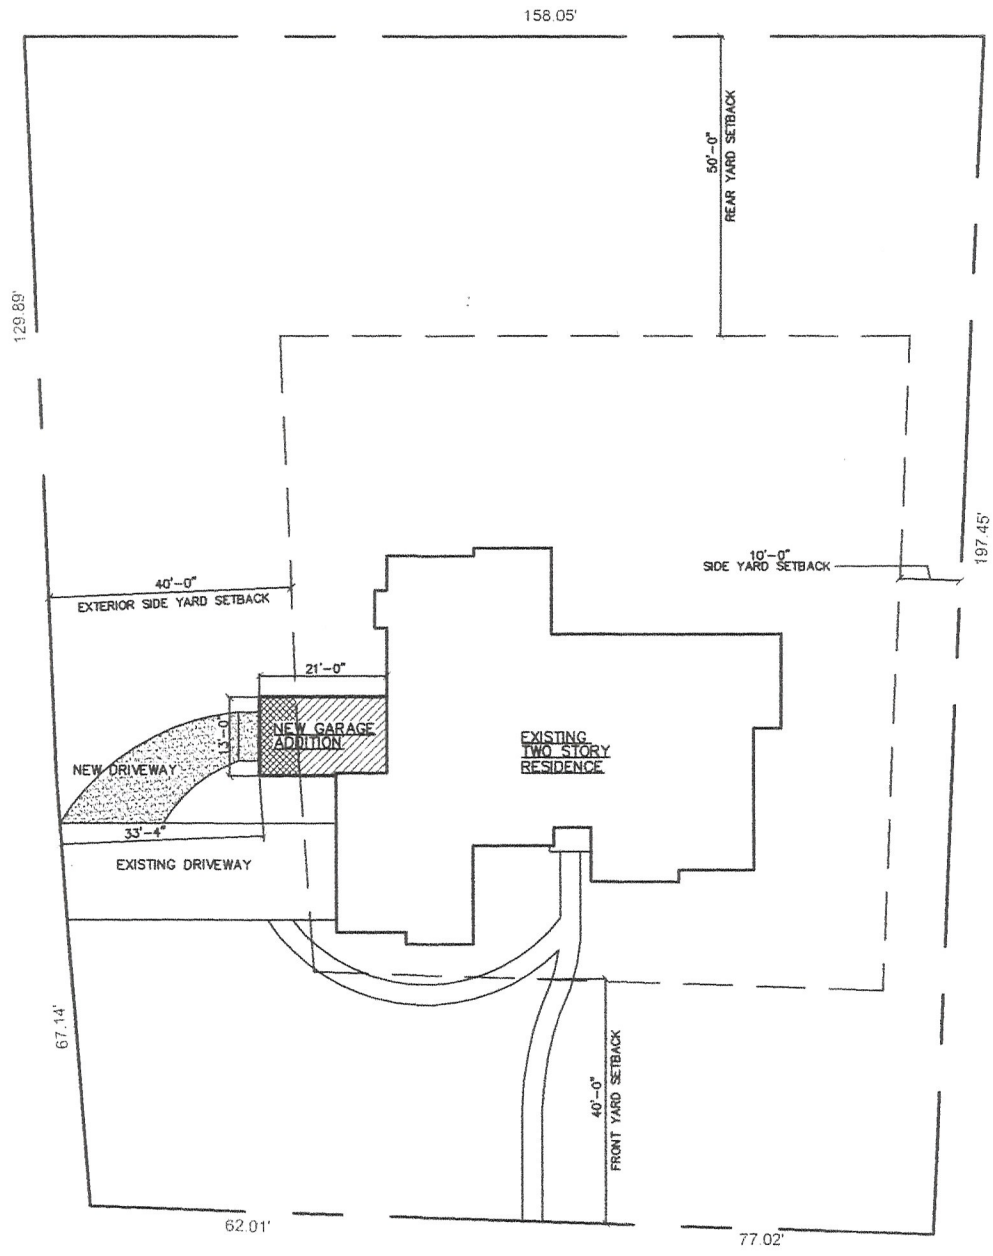 158.05'
50'-0"
REAR YARD SETBACK
129.89'
197.45'
10'-0"
SIDE YARD SETBACK
40'-0"
EXTERIOR SIDE YARD SETBACK
21'-0"
13'-0"
NEW GARAGE
ADDITION
EXISTING
TWO STORY
RESIDENCE
NEW DRIVEWAY
33'-4"
EXISTING DRIVEWAY
67.14'
40'-0"
FRONT YARD SETBACK
62.01'
77.02'